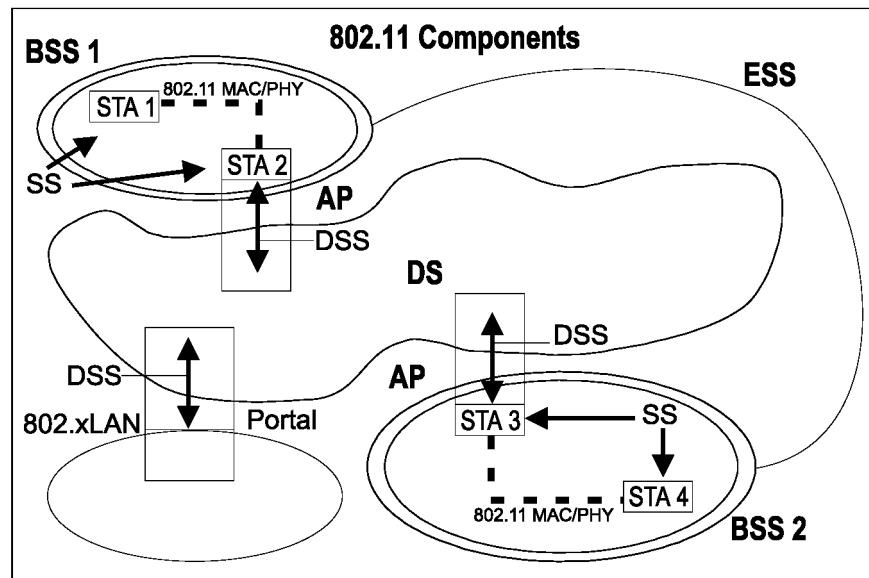 802.11 Components
BSS 1
ESS
802.11 MAC/PHY
STA 1
STA 2
SS
AP
DSS
DS
DSS
DSS
AP
802.xLAN
Portal
STA 3
SS
STA 4
802.11 MAC/PHY
BSS 2